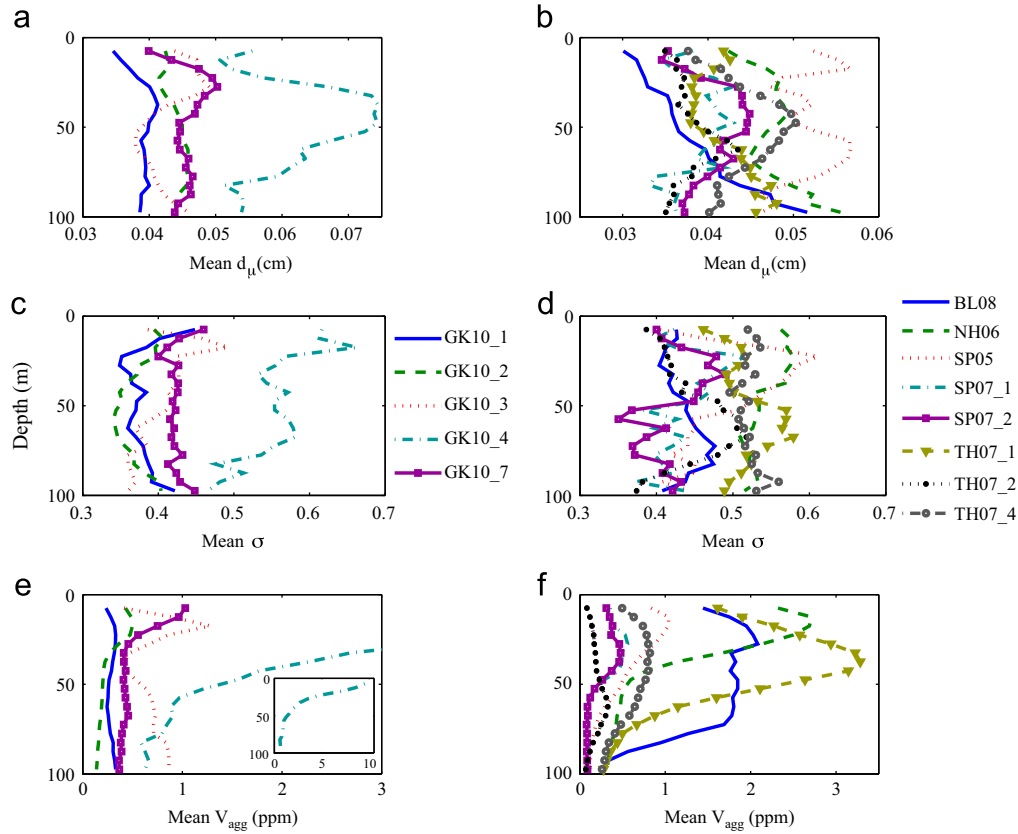 a
0
50
100
0.03
0.04
0.05
0.06
0.07
Mean dμ(cm)
b
0
50
100
0.03
0.04
0.05
0.06
Mean dμ(cm)
c
Depth (m)
0
50
100
0.3
0.4
0.5
0.6
0.7
Mean σ
GK10_1
GK10_2
GK10_3
GK10_4
GK10_7
d
0
50
100
0.3
0.4
0.5
0.6
0.7
Mean σ
BL08
NH06
SP05
SP07_1
SP07_2
TH07_1
TH07_2
TH07_4
e
0
50
100
0
1
2
3
Mean Vagg (ppm)
0
50
100
0
5
10
f
0
50
100
0
1
2
3
Mean Vagg (ppm)